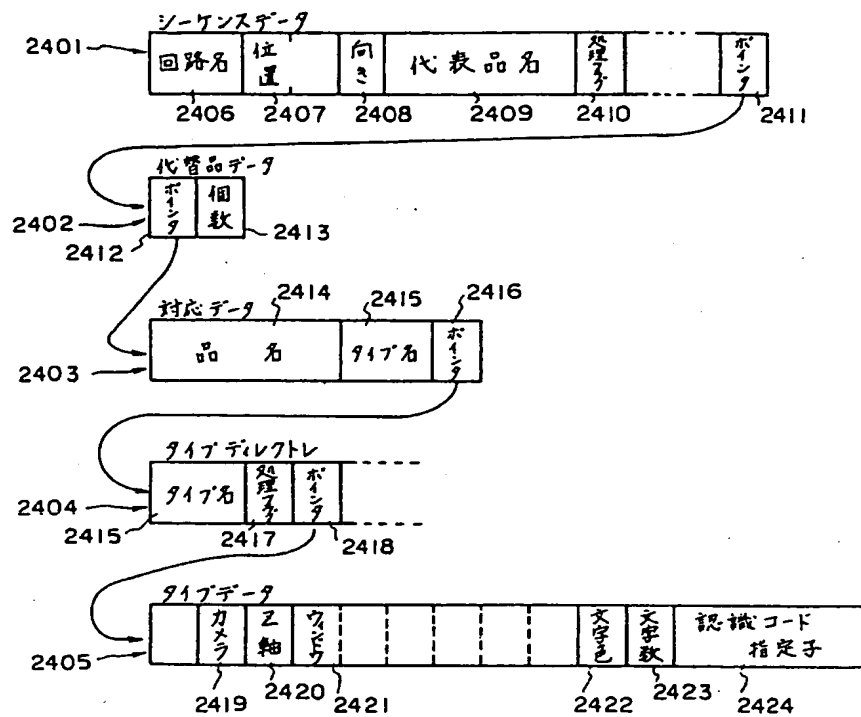 シーケンスデータ
2401
回路名
位置
向き
代表品名
処理フラグ
ポインタ
2406
2407
2408
2409
2410
2411
代替品データ
2402
ポインタ
個数
2412
2413
対応データ
2414
2415
2416
2403
品名
タイプ名
ポインタ
タイプディレクトレ
2404
タイプ名
処理フラグ
ポインタ
2415
2417
2418
タイプデータ
2405
カメラ
Z軸
ウィンドウ
文字色
文字数
認識コード
指定子
2419
2420
2421
2422
2423
2424